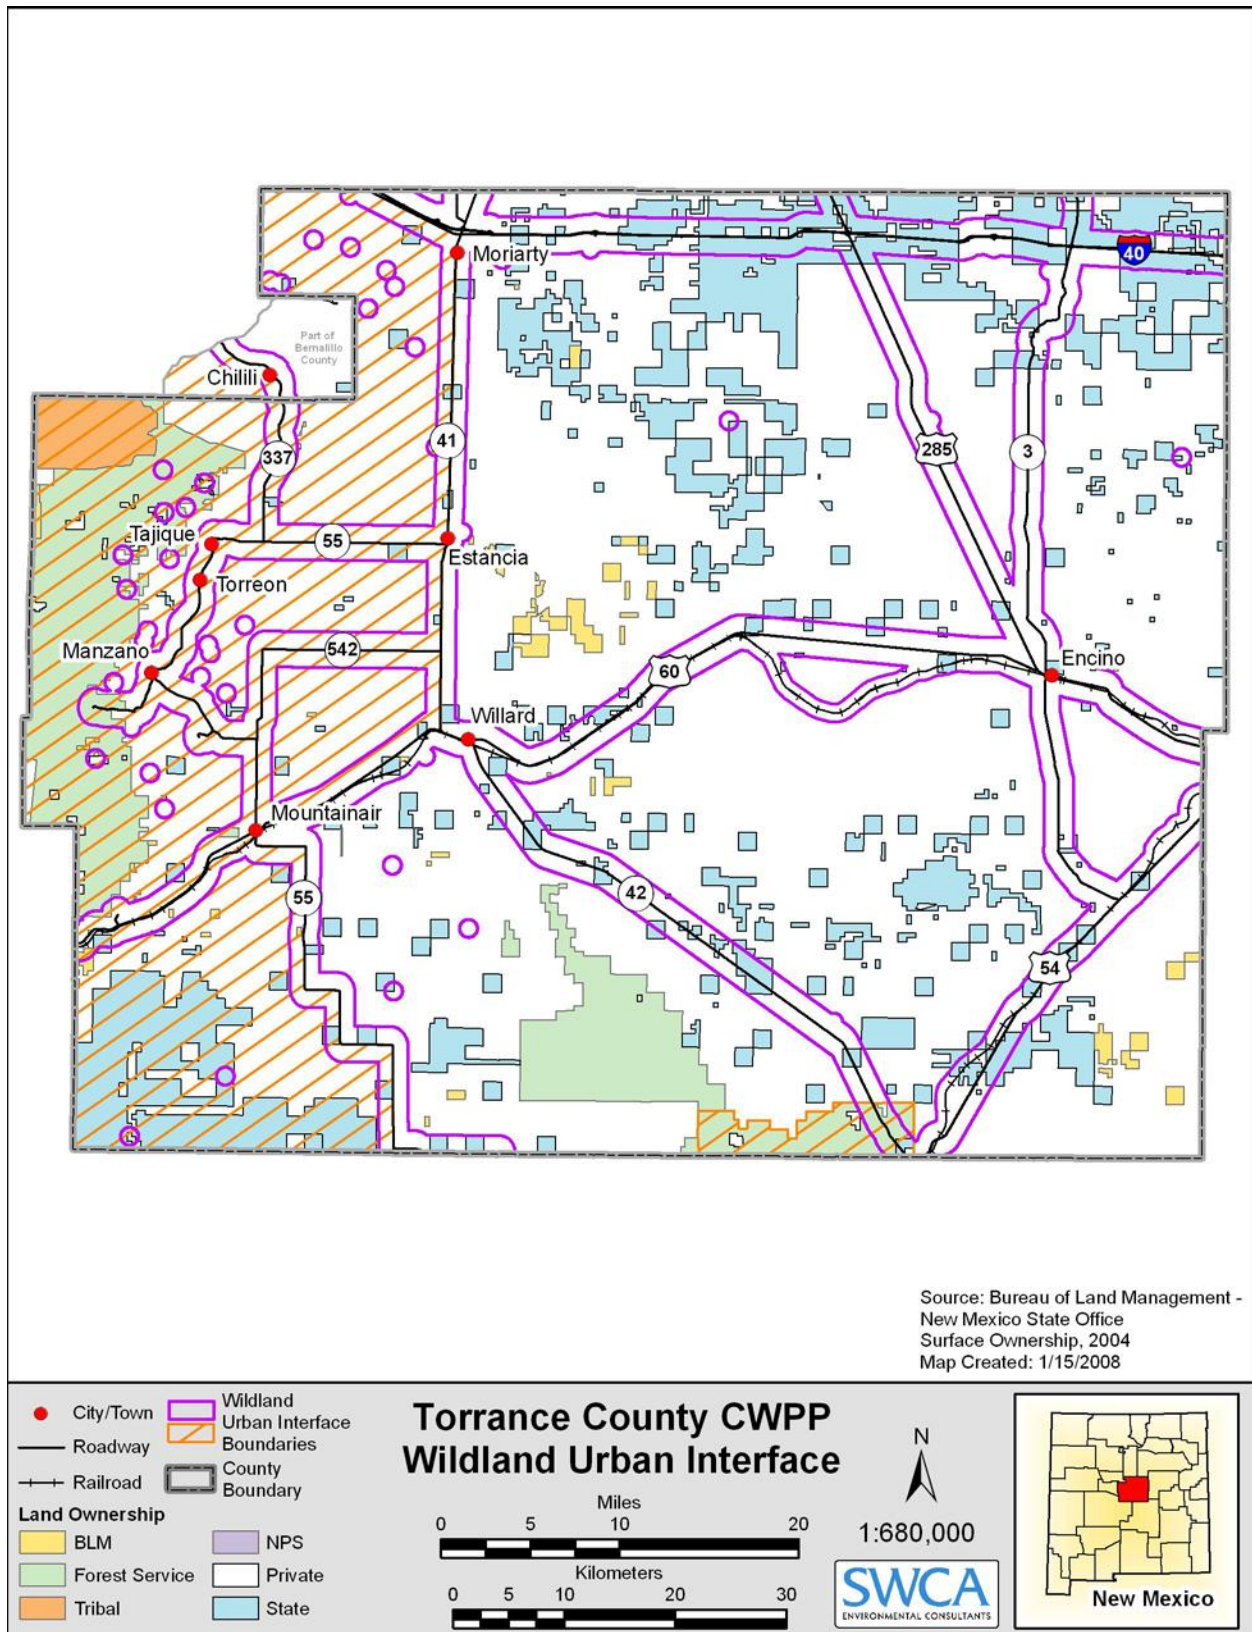 Moriarty
40
Part of
Bernalillo
County
Chilili
337
41
285
3
Tajique
55
Estancia
Torreon
Manzano
542
60
Encino
Willard
Mountainair
55
42
54
Source: Bureau of Land Management -
New Mexico State Office
Surface Ownership, 2004
Map Created: 1/15/2008
City/Town
Roadway
Railroad
Wildland
Urban Interface
Boundaries
County
Boundary
Land Ownership
BLM
Forest Service
Tribal
NPS
Private
State
Torrance County CWPP
Wildland Urban Interface
Miles
0 5 10 20
Kilometers
0 5 10 20 30
N
1:680,000
SWCA
ENVIRONMENTAL CONSULTANTS
New Mexico